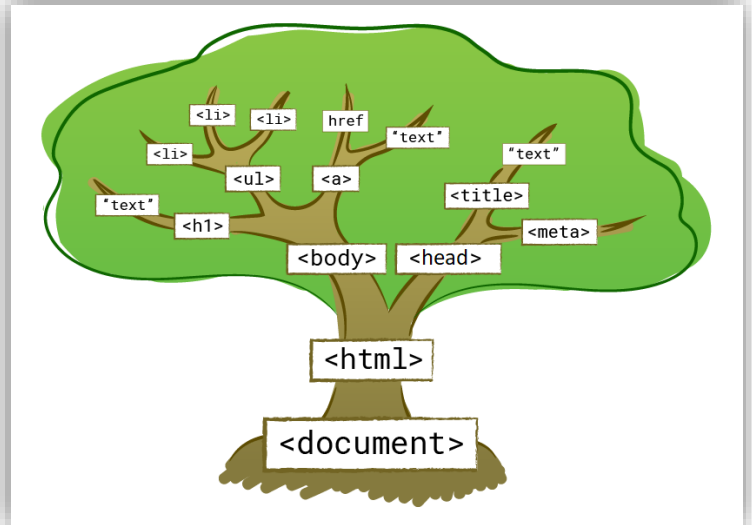 <li>
<li>
href
"text"
<li>
"text"
<ul>
<a>
<title>
"text"
<h1>
<meta>
<body>
<head>
<html>
<document>